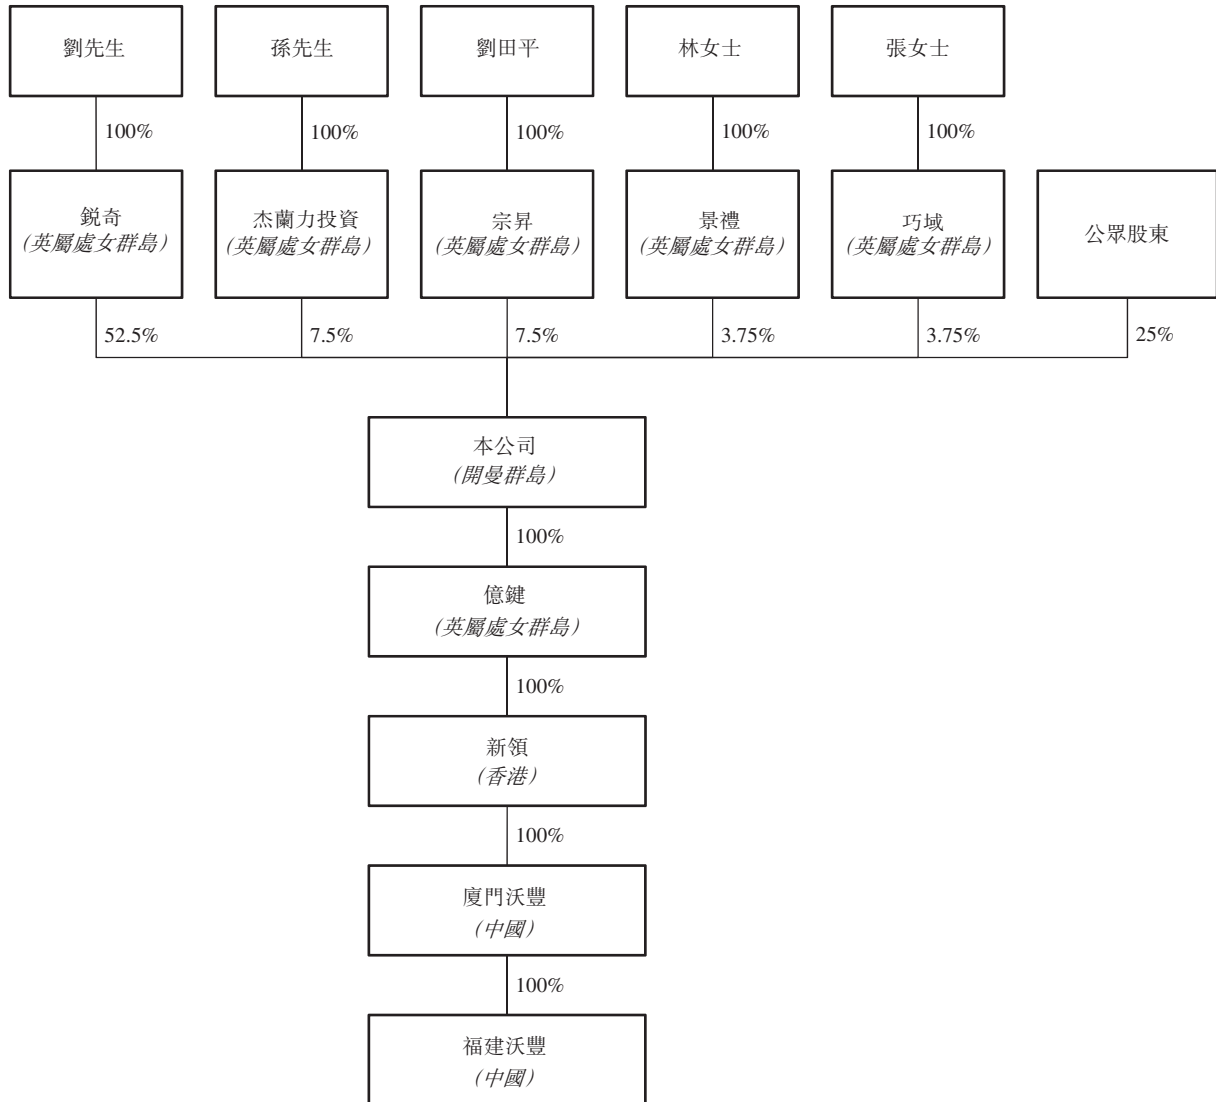 劉先生
孫先生
劉田平
林女士
張女士
100%
100%
100%
100%
100%
鋭奇
(英屬處女群島)
杰蘭力投資
(英屬處女群島)
宗昇
(英屬處女群島)
景禮
(英屬處女群島)
巧域
(英屬處女群島)
公眾股東
52.5%
7.5%
7.5%
3.75%
3.75%
25%
本公司
(開曼群島)
100%
億鍵
(英屬處女群島)
100%
新領
(香港)
100%
廈門沃豐
(中國)
100%
福建沃豐
(中國)